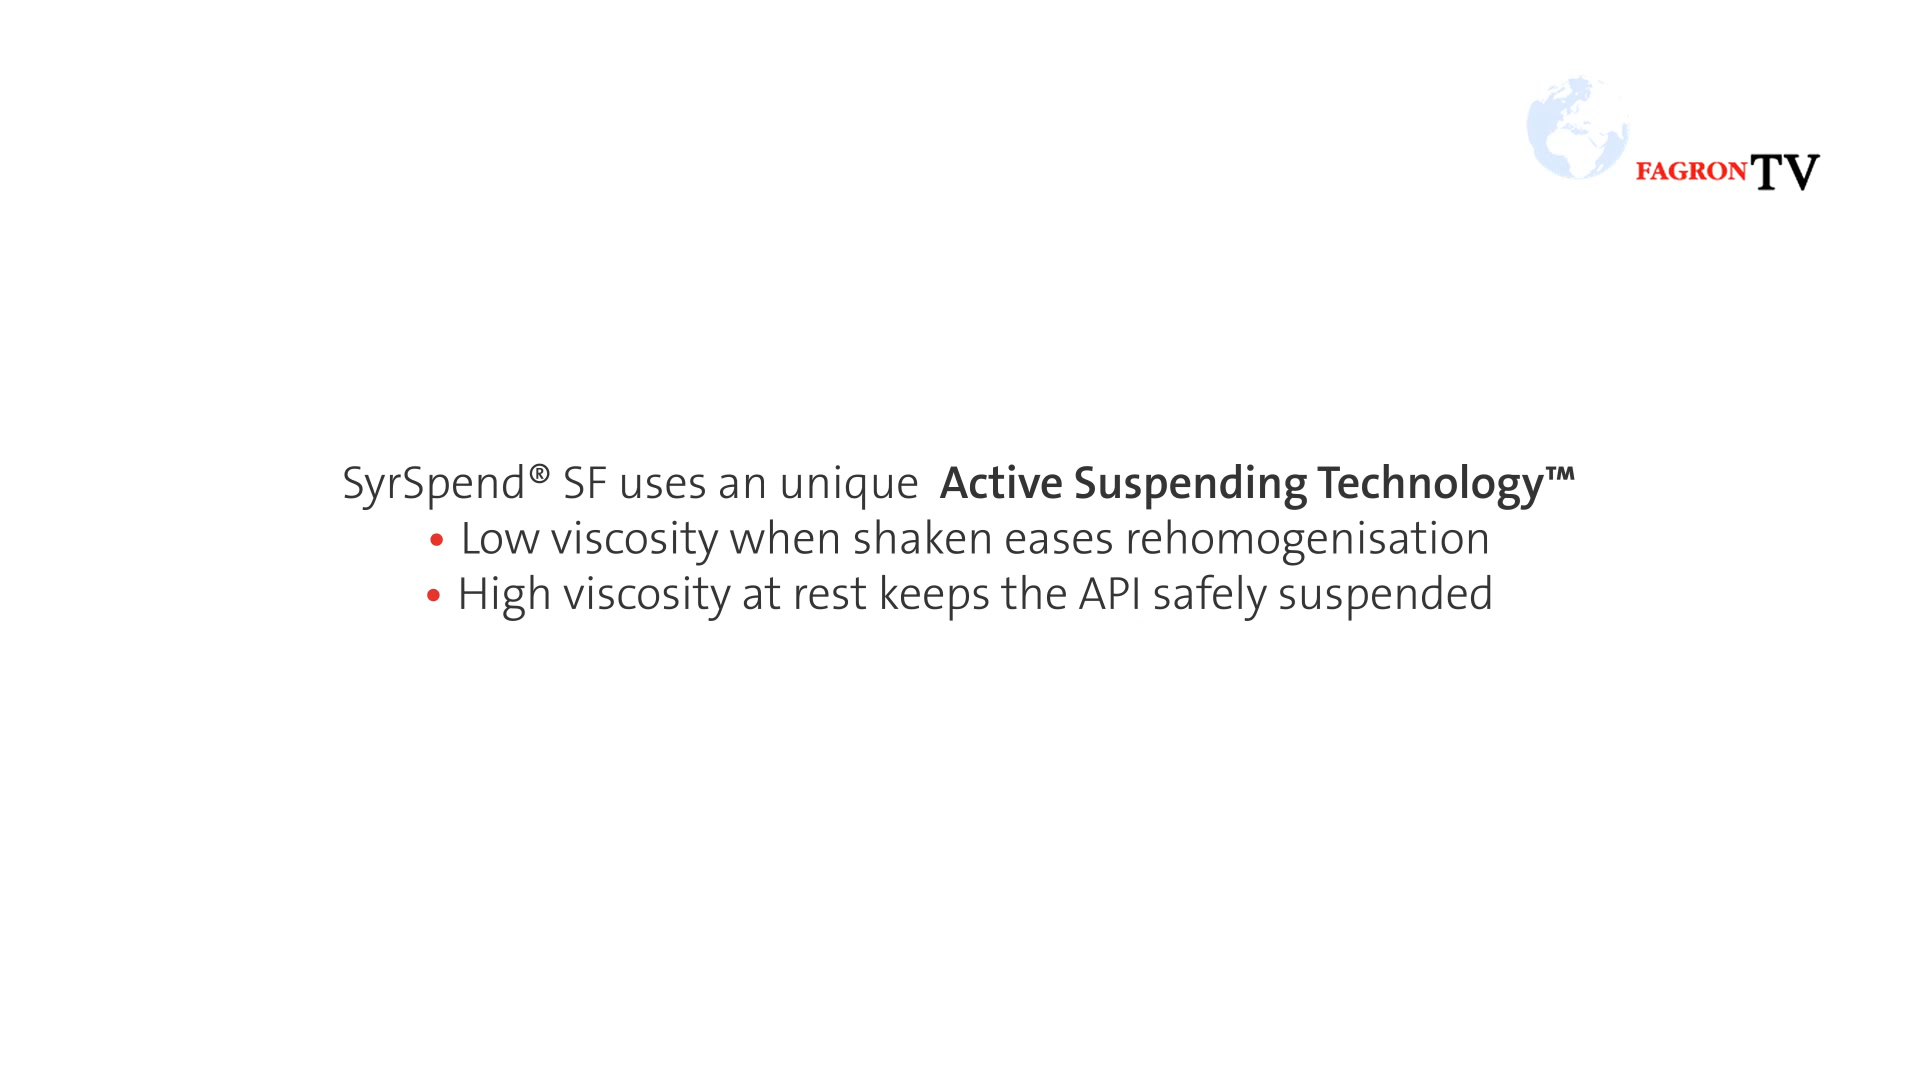 FAGRON TV
SyrSpend® SF uses an unique Active Suspending Technology™
• Low viscosity when shaken eases rehomogenisation
• High viscosity at rest keeps the API safely suspended